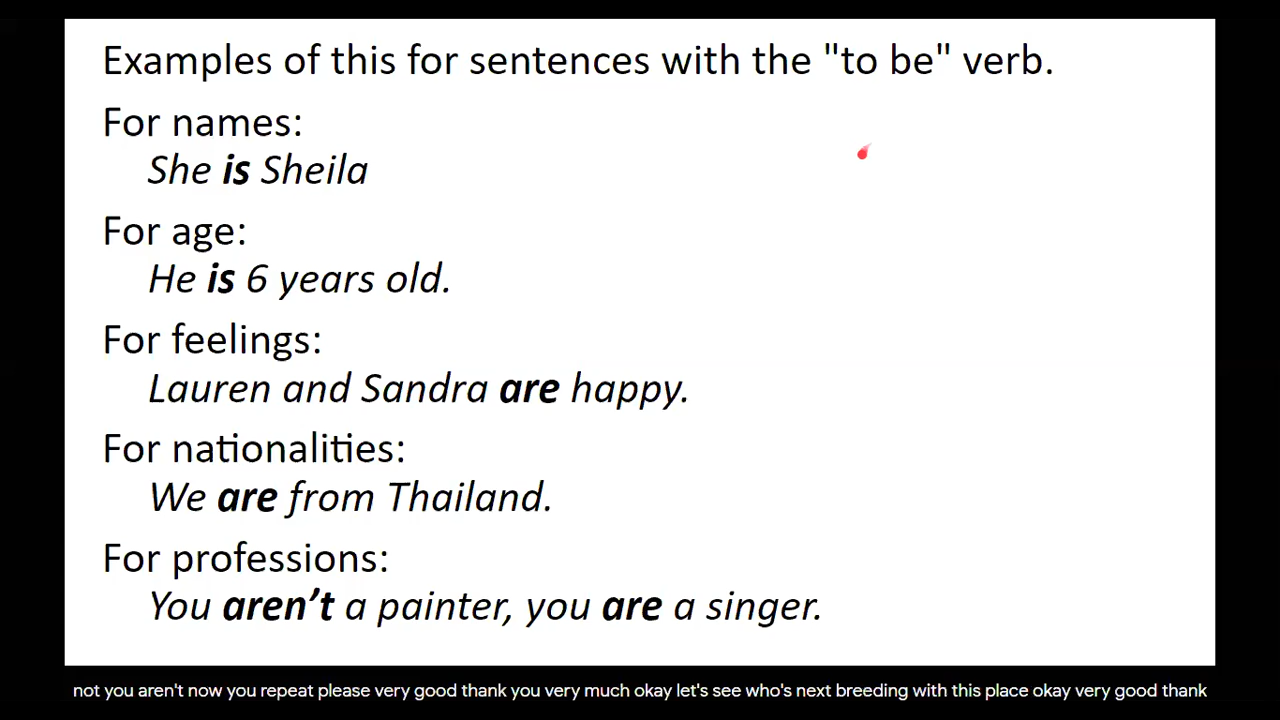 Examples of this for sentences with the "to be" verb.
For names:
She is Sheila
For age:
He is 6 years old.
For feelings:
Lauren and Sandra are happy.
For nationalities:
We are from Thailand.
For professions:
You aren’t a painter, you are a singer.
not you aren't now you repeat please very good thank you very much okay let's see who's next breeding with this place okay very good thank